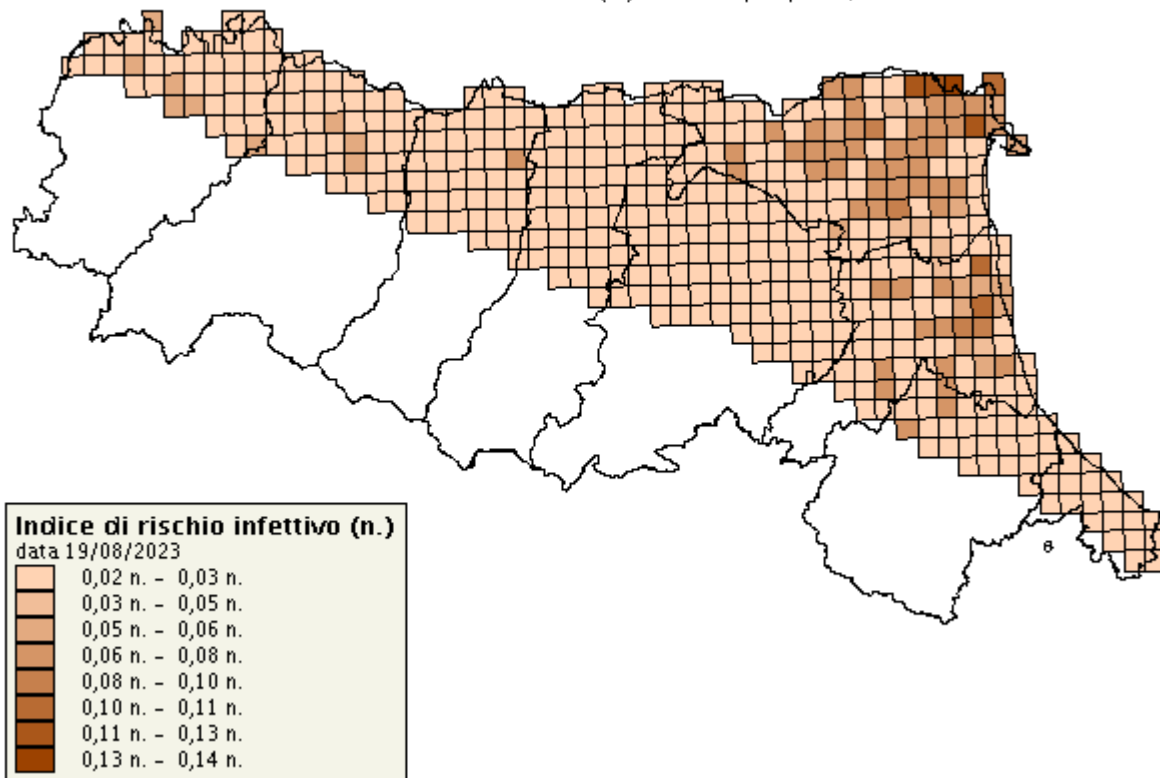 Indice di rischio infettivo (n.)
data 19/08/2023
0,02 n. - 0,03 n.
0,03 n. - 0,05 n.
0,05 n. - 0,06 n.
0,06 n. - 0,08 n.
0,08 n. - 0,10 n.
0,10 n. - 0,11 n.
0,11 n. - 0,13 n.
0,13 n. - 0,14 n.